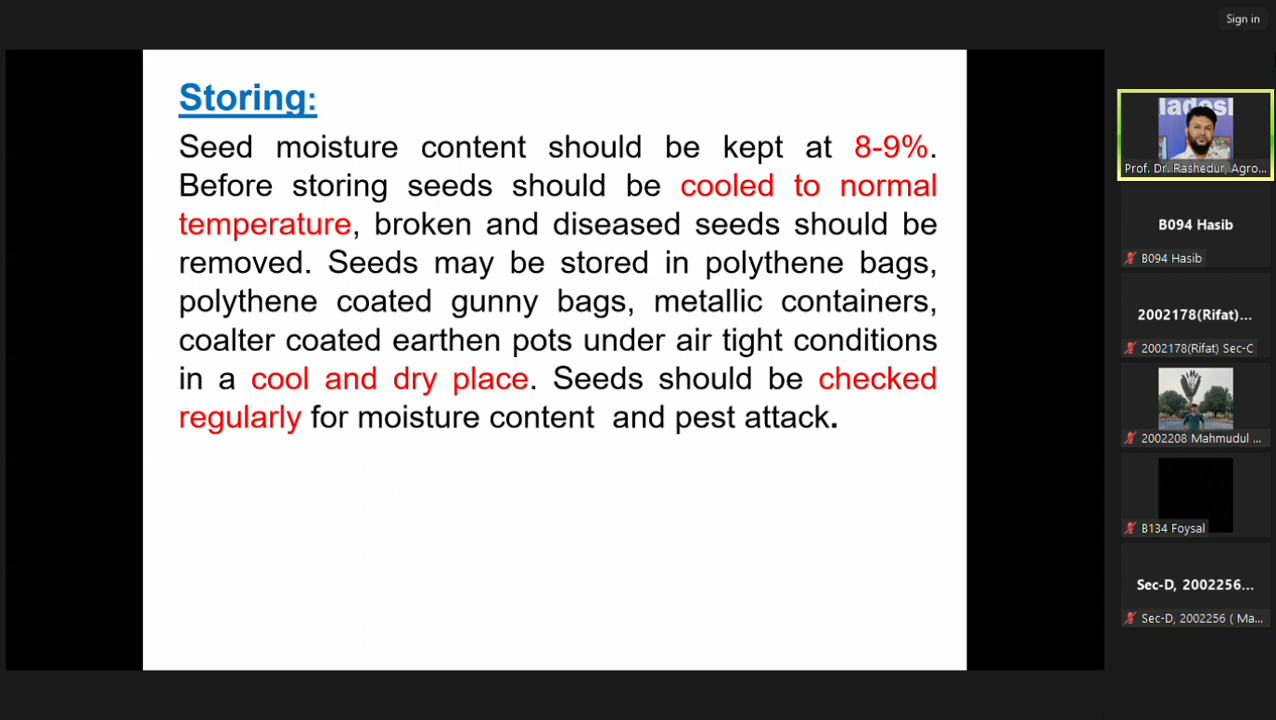 Sign in
Storing:
Seed moisture content should be kept at 8-9%.
Before storing seeds should be cooled to normal
temperature, broken and diseased seeds should be
removed. Seeds may be stored in polythene bags,
polythene coated gunny bags, metallic containers,
coalter coated earthen pots under air tight conditions
in a cool and dry place. Seeds should be checked
regularly for moisture content and pest attack.
ladesl
Prof. Dr. Rashedur, Agro...
B094 Hasib
B094 Hasib
2002178(Rifat)...
2002178(Rifat) Sec-C
2002208 Mahmudul ...
B134 Foysal
Sec-D, 2002256...
Sec-D, 2002256 ( Ma...